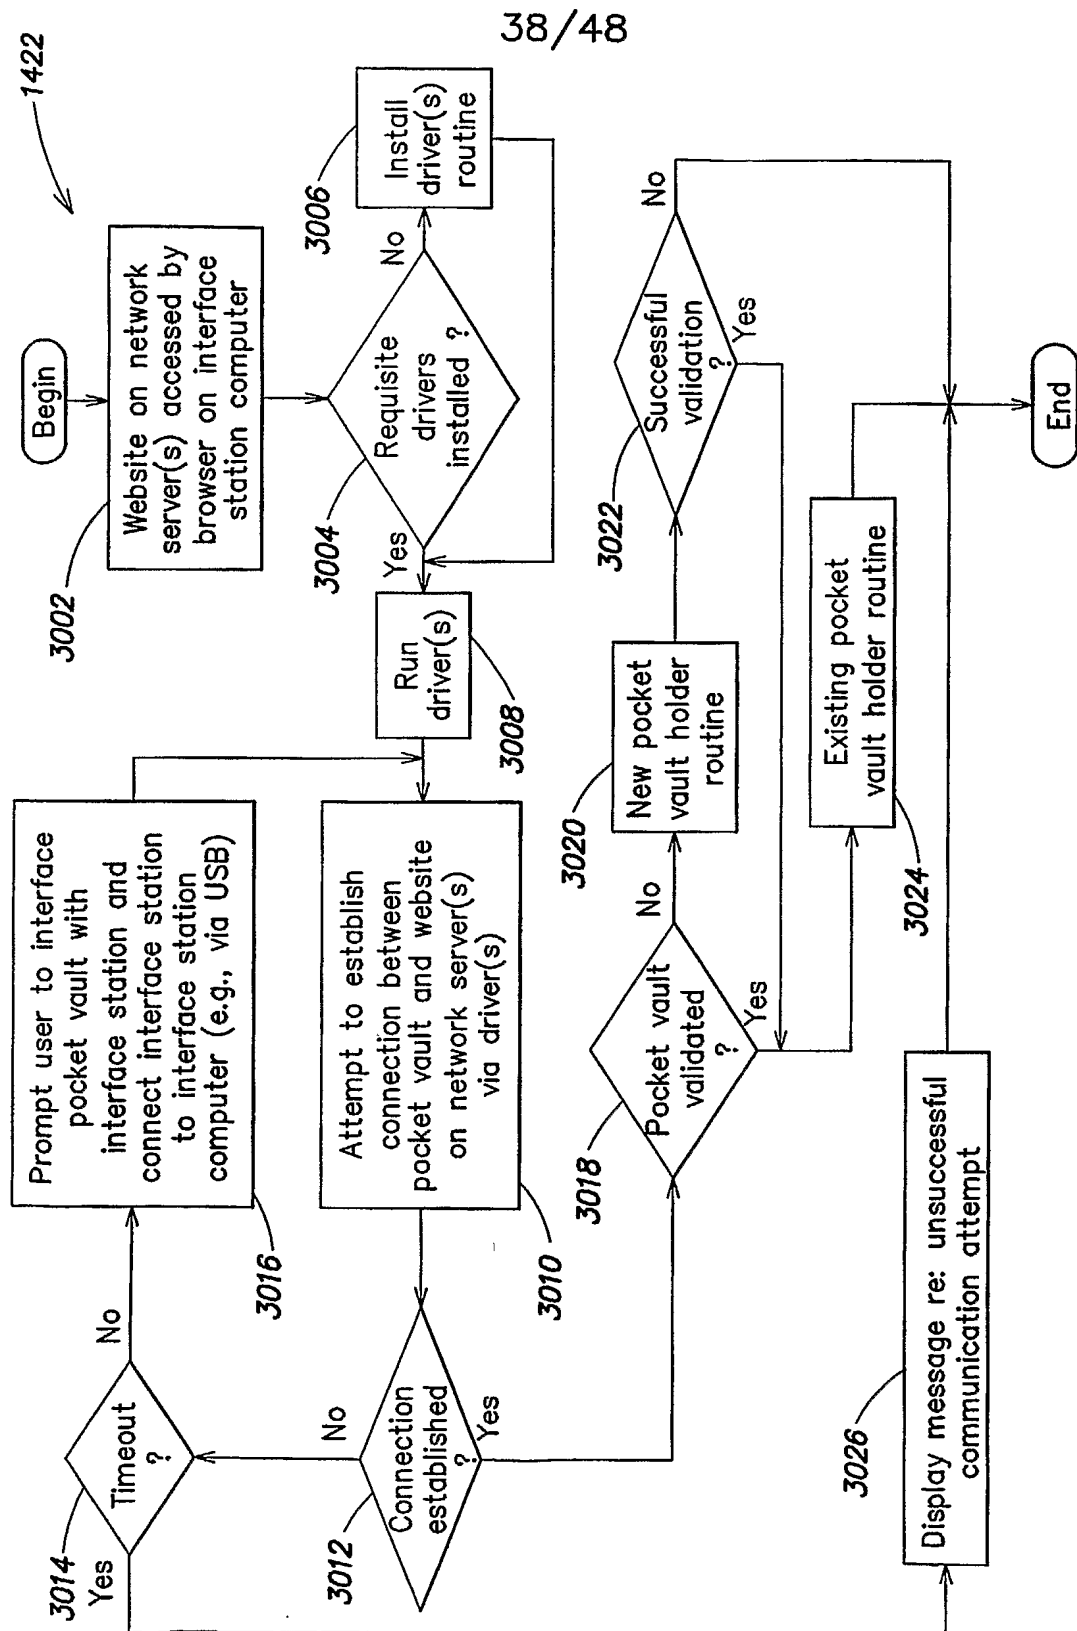 38/48
1422
Begin
3002
Website on network
server(s) accessed by
browser on interface
station computer
3004
Requisite
drivers
installed ?
No
Yes
3006
Install
driver(s)
routine
Run
driver(s)
3008
Prompt user to interface
pocket vault with
interface station and
connect interface station
to interface station
computer (e.g., via USB)
3016
Attempt to establish
connection between
pocket vault and website
on network server(s)
via driver(s)
3010
3012
Connection
established
?
No
Yes
3014
Timeout
?
No
Yes
3018
Pocket vault
validated
?
No
Yes
3020
New pocket
vault holder
routine
3022
Successful
validation
?
No
Yes
Existing pocket
vault holder routine
3024
3026
Display message re: unsuccessful
communication attempt
End